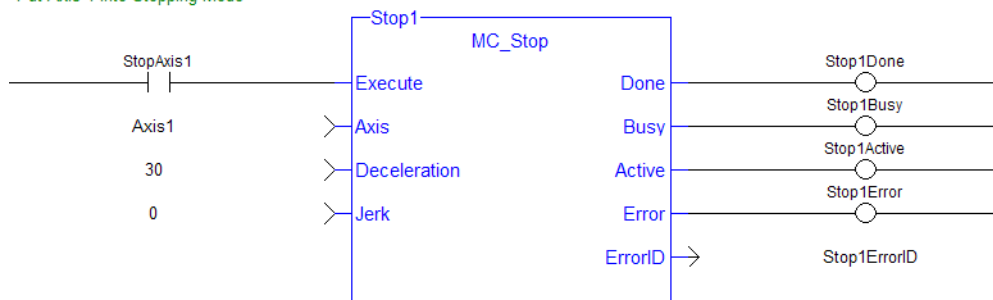 Stop1
MC_Stop
StopAxis1
Stop1Done
Execute
Done
Stop1Busy
Axis1
Axis
Busy
Stop1Active
30
Deceleration
Active
Stop1Error
0
Jerk
Error
ErrorID
Stop1ErrorID